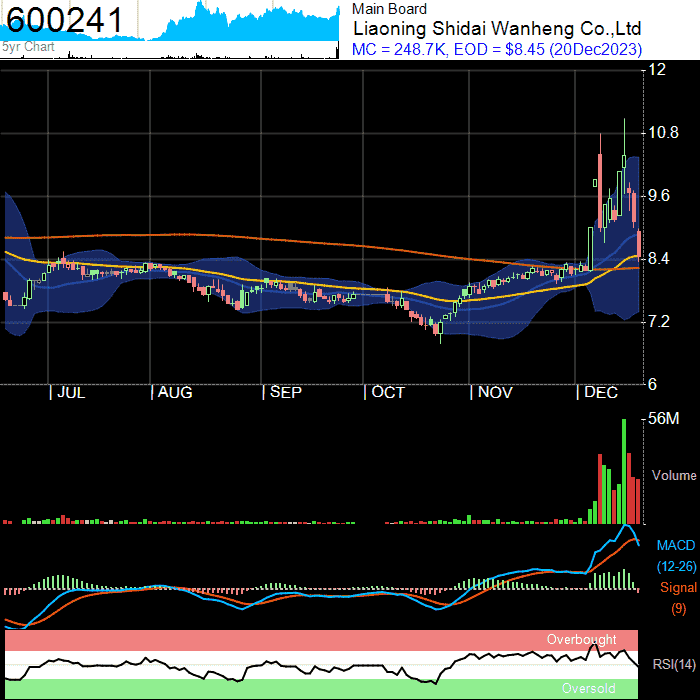 600241
5yr Chart
Main Board
Liaoning Shidai Wanheng Co.,Ltd
MC = 248.7K, EOD = $8.45 (20Dec2023)
12
10.8
9.6
8.4
7.2
6
| JUL | AUG | SEP | OCT | NOV | DEC
56M
Volume
MACD
(12-26)
Signal
(9)
Overbought
RSI(14)
Oversold